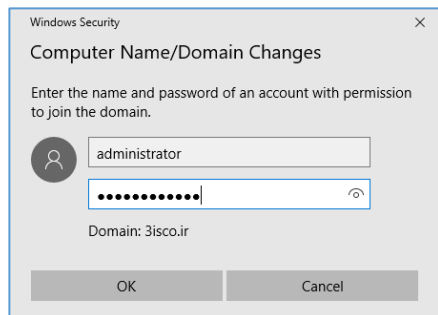 Windows Security
Computer Name/Domain Changes
Enter the name and password of an account with permission
to join the domain.
administrator
●●●●●●●●●●●●
Domain: 3isco.ir
OK Cancel